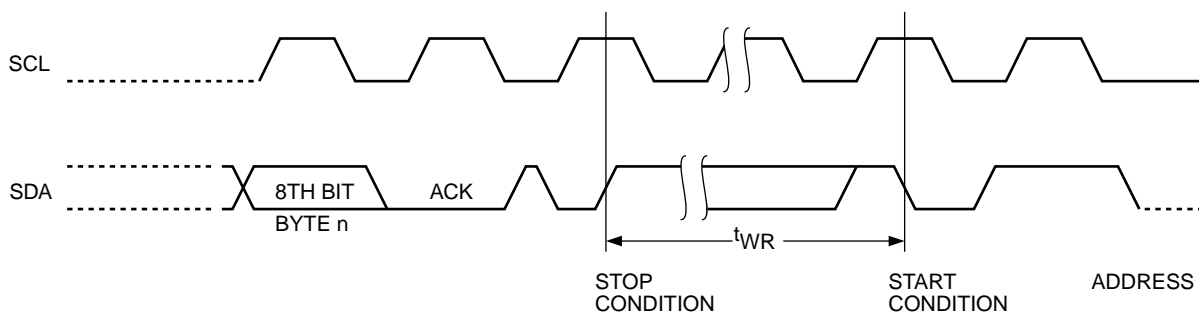 SCL
SDA
8TH BIT
BYTE n
ACK
tWR
STOP
CONDITION
START
CONDITION
ADDRESS